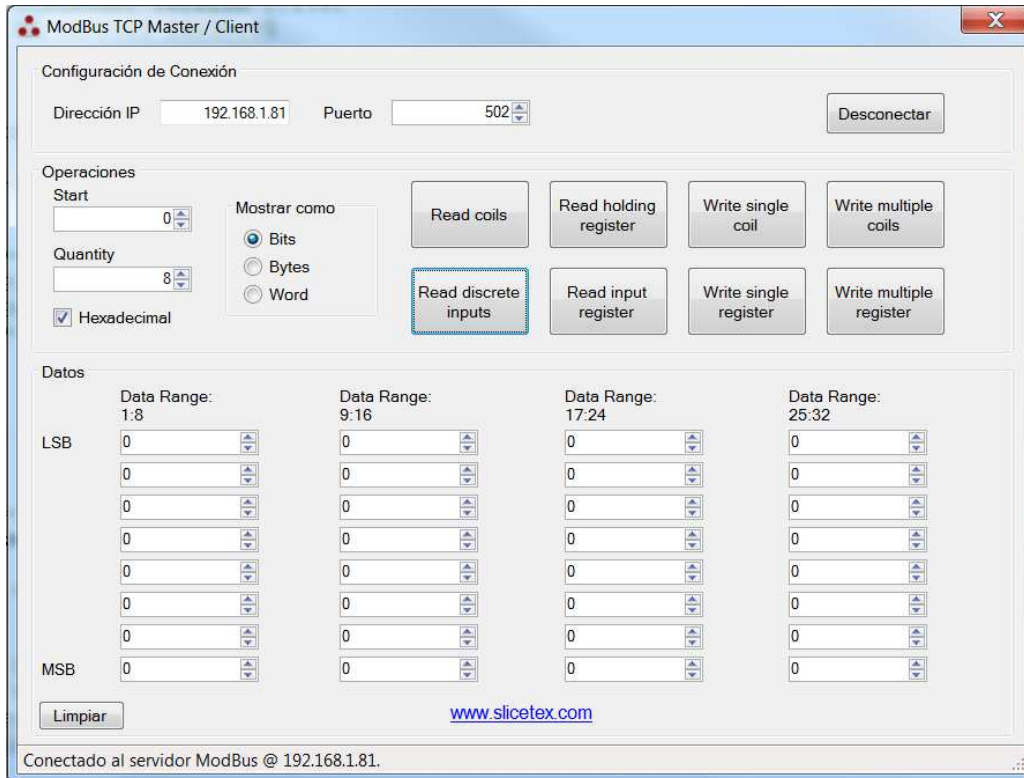 ModBus TCP Master / Client
X
Configuración de Conexión
Dirección IP 192.168.1.81 Puerto 502 Desconectar
Operaciones
Start
0
Quantity
8
Hexadecimal
Mostrar como
Bits
Bytes
Word
Read coils
Read holding
register
Write single
coil
Write multiple
coils
Read discrete
inputs
Read input
register
Write single
register
Write multiple
register
Datos
Data Range: Data Range: Data Range: Data Range:
1:8 9:16 17:24 25:32
LSB 0 0 0 0
0 0 0 0
0 0 0 0
0 0 0 0
0 0 0 0
0 0 0 0
0 0 0 0
MSB 0 0 0 0
Limpiar www.slicetex.com
Conectado al servidor ModBus @ 192.168.1.81.